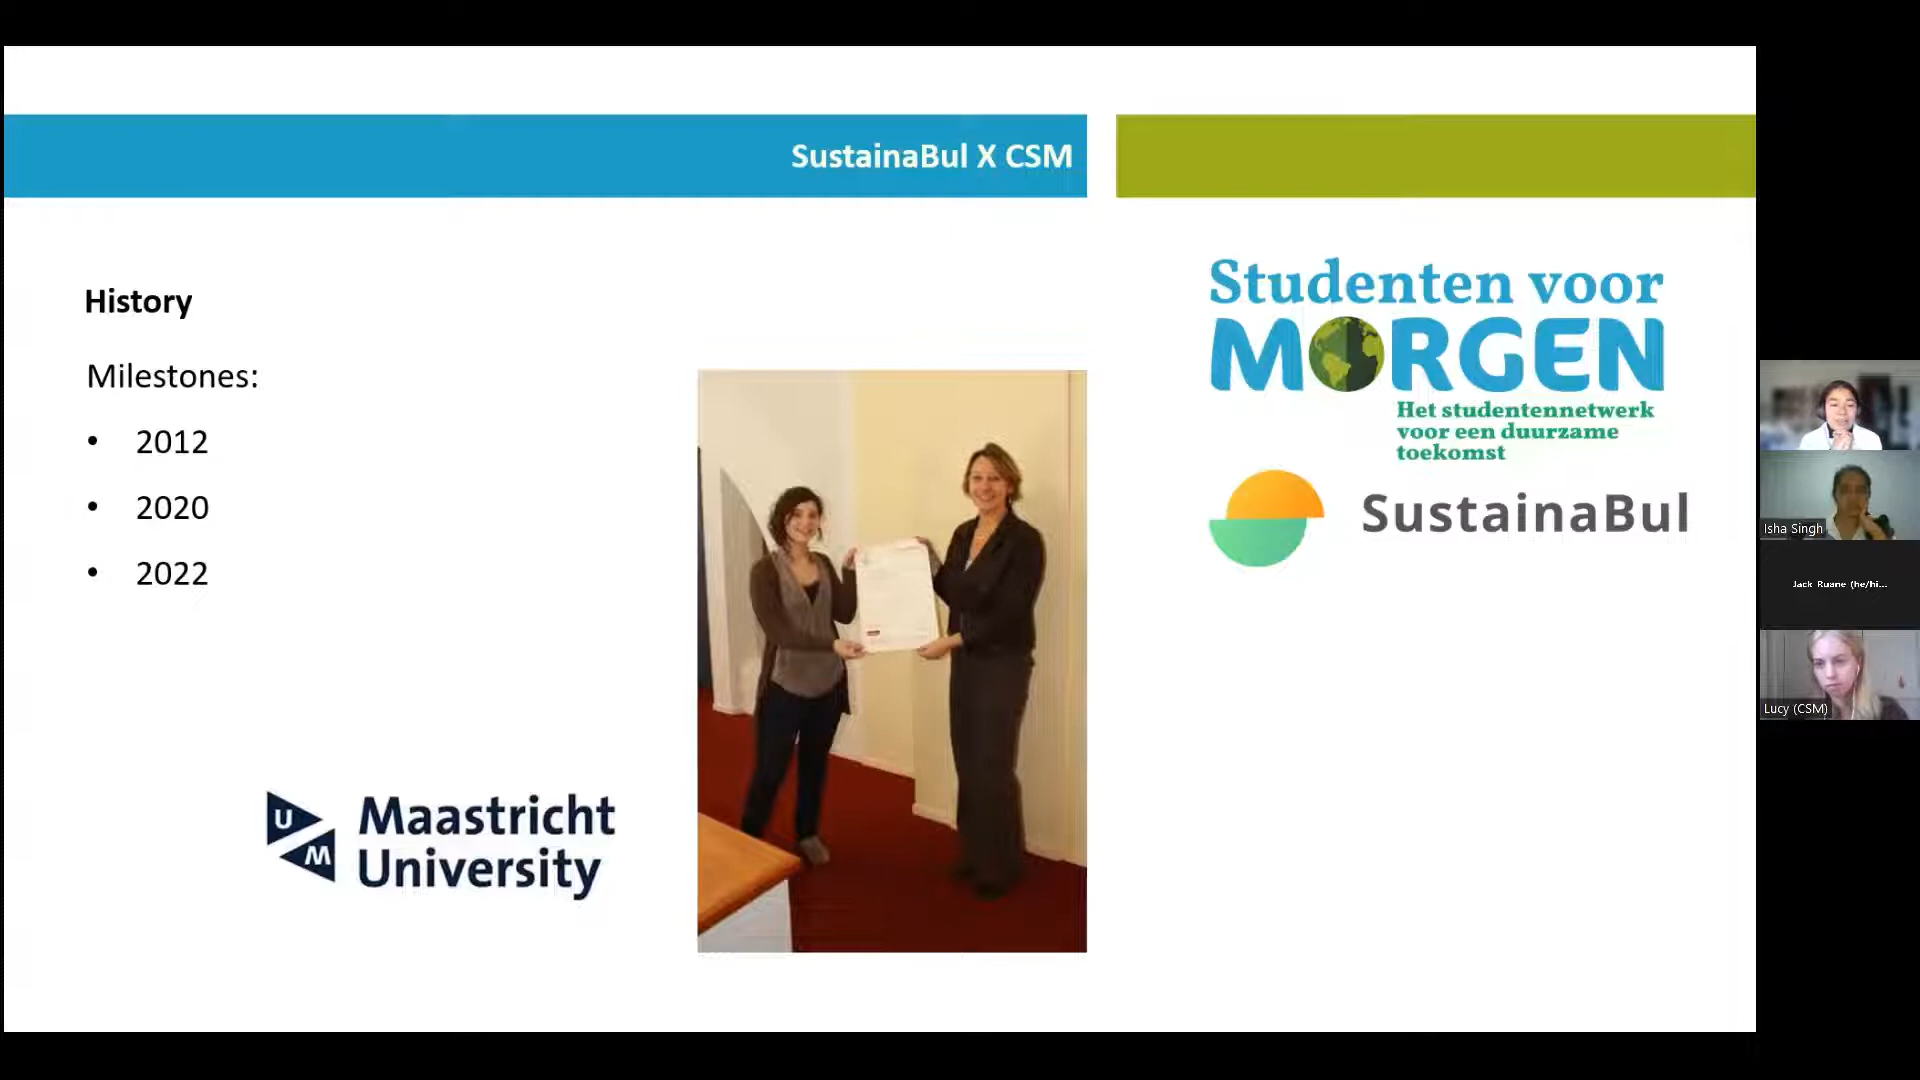 SustainaBul X CSM
History
Milestones:
• 2012
• 2020
• 2022
UM
Maastricht
University
Studenten voor
MORGEN
Het studentennetwerk
voor een duurzame
toekomst
SustainaBul
Isha Singh
Jack Ruane (he/hi...
Lucy (CSM)